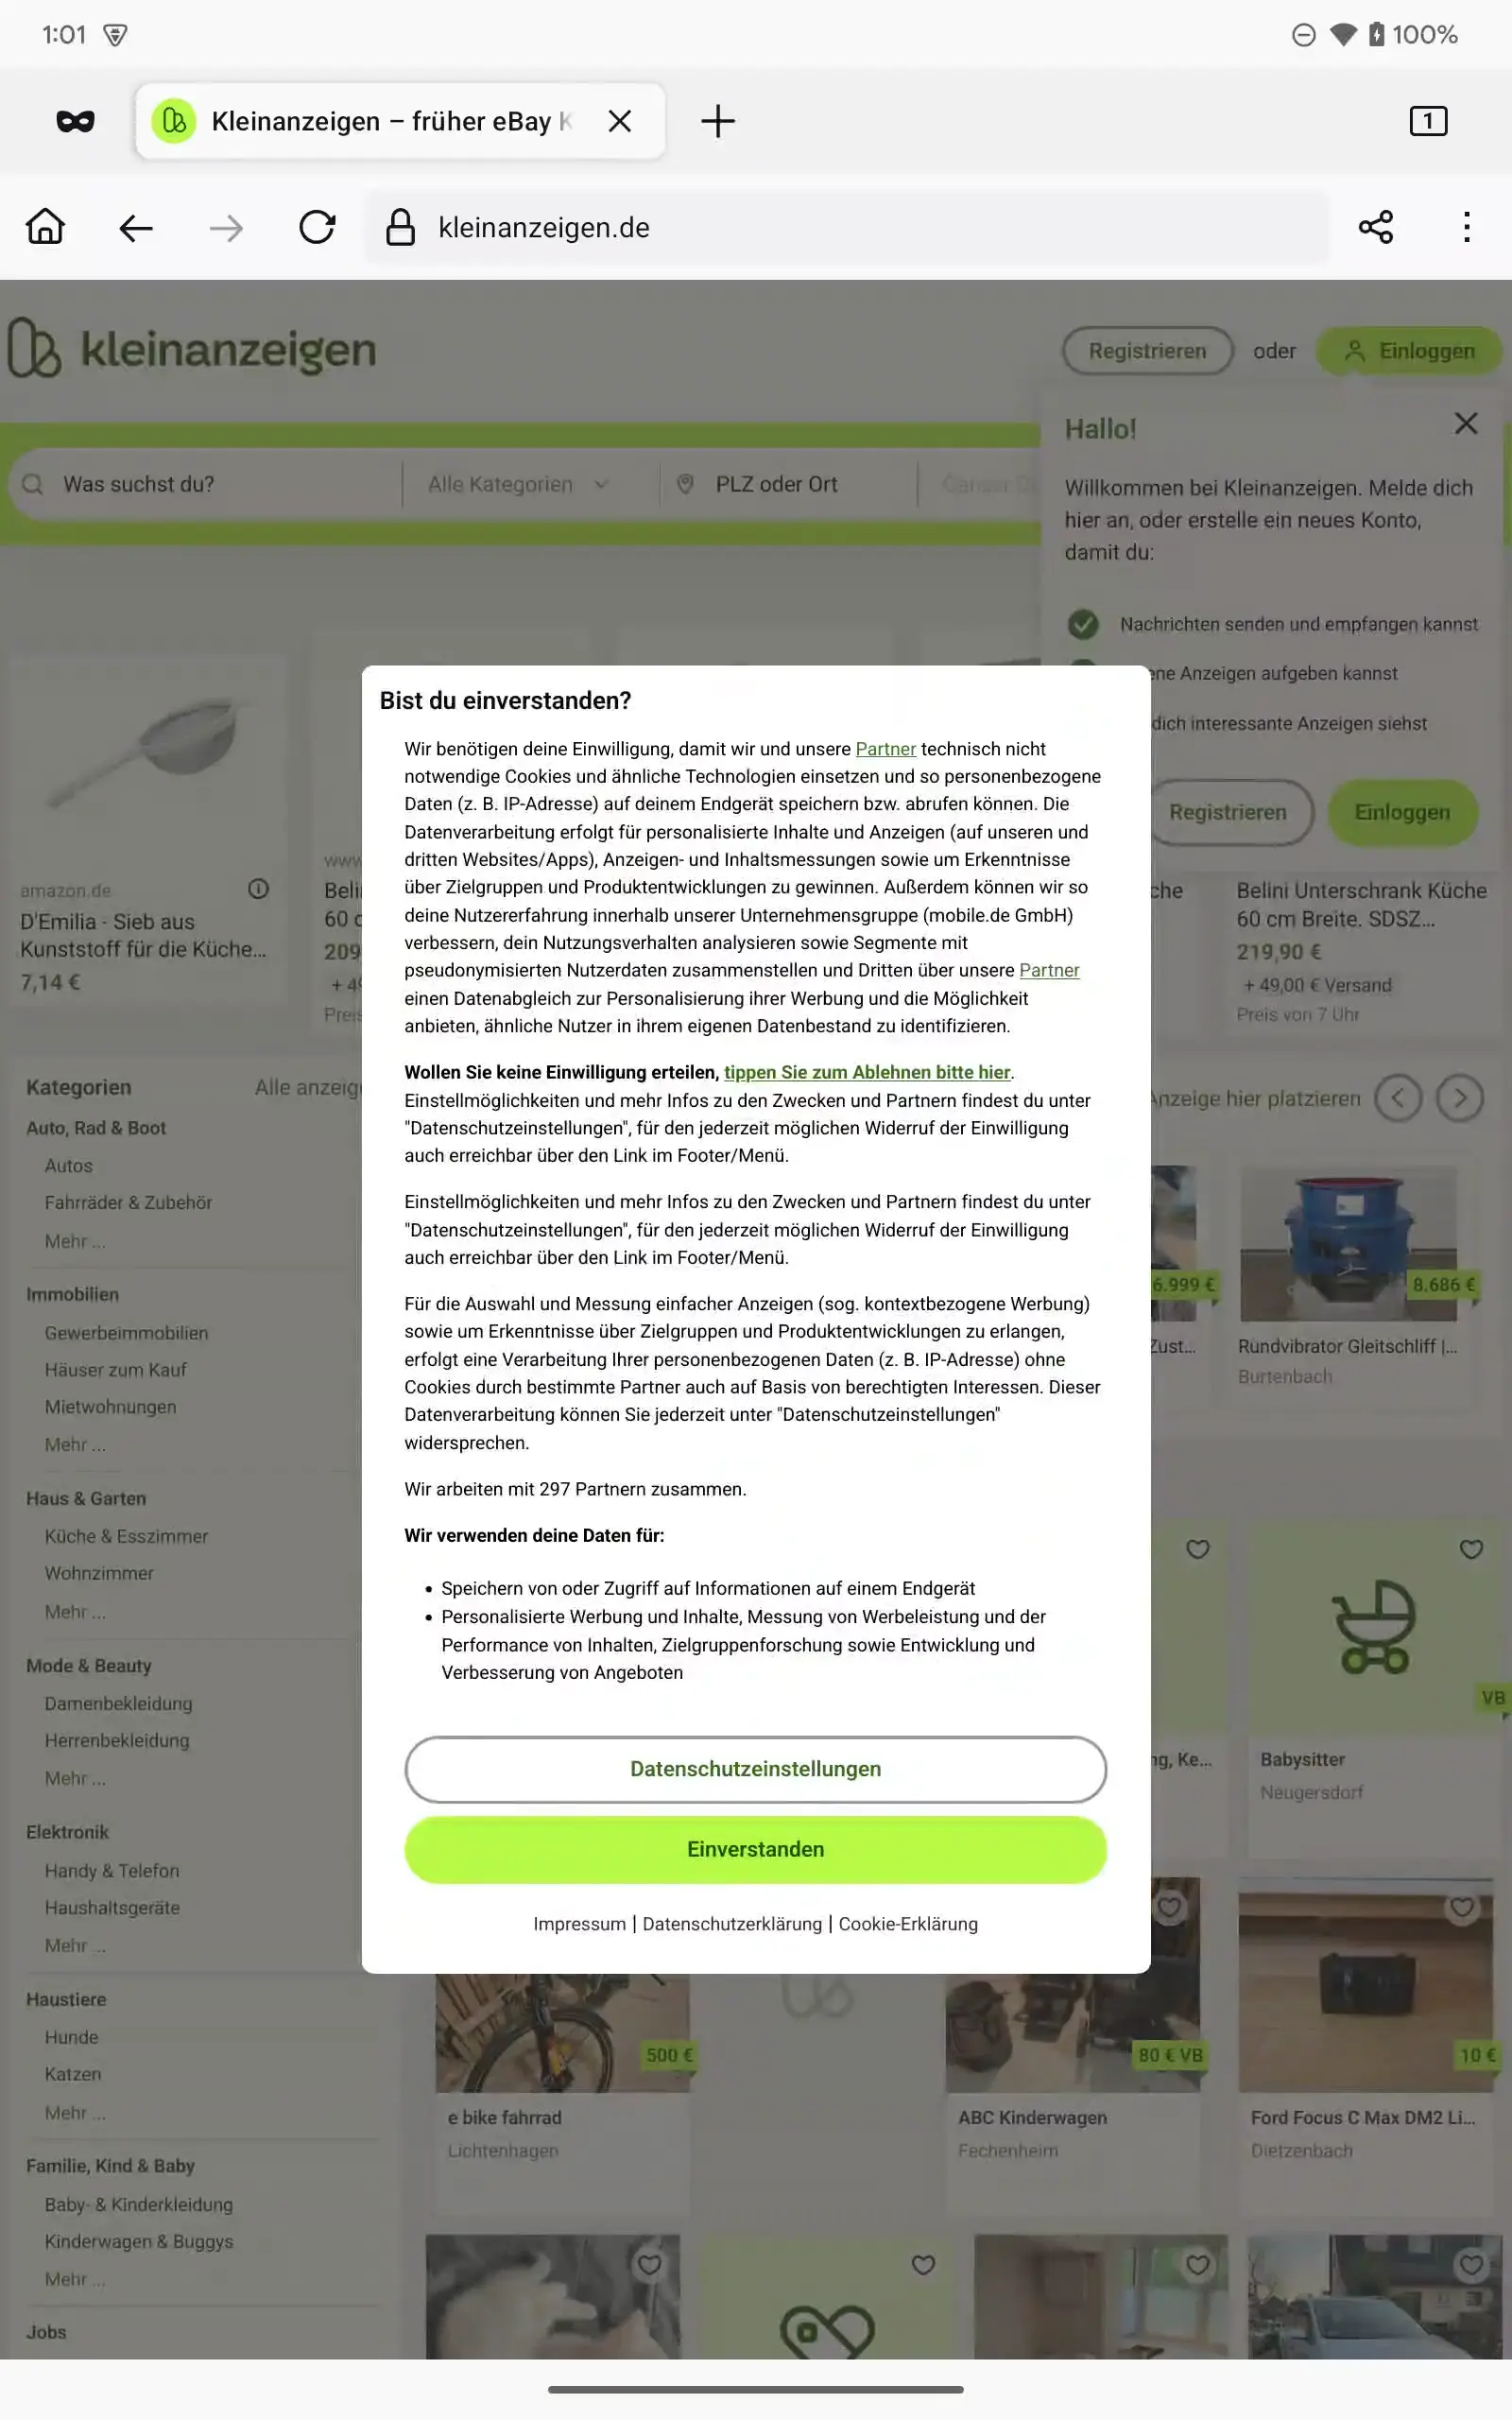 1:01
100%
Kleinanzeigen – früher eBay K
1
kleinanzeigen.de
kleinanzeigen
Registrieren oder Einloggen
Hallo!
Willkommen bei Kleinanzeigen. Melde dich
hier an, oder erstelle ein neues Konto,
damit du:
Nachrichten senden und empfangen kannst
ene Anzeigen aufgeben kannst
dich interessante Anzeigen siehst
Registrieren Einloggen
Was suchst du? Alle Kategorien PLZ oder Ort
amazon.de
D'Emilia - Sieb aus
Kunststoff für die Küche...
7,14 €
www
Beli
60 c
209
+ 49
Preis
che
Belini Unterschrank Küche
60 cm Breite. SDSZ...
219,90 €
+ 49,00 € Versand
Preis von 7 Uhr
Bist du einverstanden?
Wir benötigen deine Einwilligung, damit wir und unsere Partner technisch nicht
notwendige Cookies und ähnliche Technologien einsetzen und so personenbezogene
Daten (z. B. IP-Adresse) auf deinem Endgerät speichern bzw. abrufen können. Die
Datenverarbeitung erfolgt für personalisierte Inhalte und Anzeigen (auf unseren und
dritten Websites/Apps), Anzeigen- und Inhaltsmessungen sowie um Erkenntnisse
über Zielgruppen und Produktentwicklungen zu gewinnen. Außerdem können wir so
deine Nutzererfahrung innerhalb unserer Unternehmensgruppe (mobile.de GmbH)
verbessern, dein Nutzungsverhalten analysieren sowie Segmente mit
pseudonymisierten Nutzerdaten zusammenstellen und Dritten über unsere Partner
einen Datenabgleich zur Personalisierung ihrer Werbung und die Möglichkeit
anbieten, ähnliche Nutzer in ihrem eigenen Datenbestand zu identifizieren.
Wollen Sie keine Einwilligung erteilen, tippen Sie zum Ablehnen bitte hier.
Einstellmöglichkeiten und mehr Infos zu den Zwecken und Partnern findest du unter
"Datenschutzeinstellungen", für den jederzeit möglichen Widerruf der Einwilligung
auch erreichbar über den Link im Footer/Menü.
Einstellmöglichkeiten und mehr Infos zu den Zwecken und Partnern findest du unter
"Datenschutzeinstellungen", für den jederzeit möglichen Widerruf der Einwilligung
auch erreichbar über den Link im Footer/Menü.
Für die Auswahl und Messung einfacher Anzeigen (sog. kontextbezogene Werbung)
sowie um Erkenntnisse über Zielgruppen und Produktentwicklungen zu erlangen,
erfolgt eine Verarbeitung Ihrer personenbezogenen Daten (z. B. IP-Adresse) ohne
Cookies durch bestimmte Partner auch auf Basis von berechtigten Interessen. Dieser
Datenverarbeitung können Sie jederzeit unter "Datenschutzeinstellungen"
widersprechen.
Wir arbeiten mit 297 Partnern zusammen.
Wir verwenden deine Daten für:
• Speichern von oder Zugriff auf Informationen auf einem Endgerät
• Personalisierte Werbung und Inhalte, Messung von Werbeleistung und der
Performance von Inhalten, Zielgruppenforschung sowie Entwicklung und
Verbesserung von Angeboten
Datenschutzeinstellungen
Einverstanden
Impressum | Datenschutzerklärung | Cookie-Erklärung
Kategorien Alle anzeig
Auto, Rad & Boot
Autos
Fahrräder & Zubehör
Mehr ...
Immobilien
Gewerbeimmobilien
Häuser zum Kauf
Mietwohnungen
Mehr ...
Haus & Garten
Küche & Esszimmer
Wohnzimmer
Mehr ...
Mode & Beauty
Damenbekleidung
Herrenbekleidung
Mehr ...
Elektronik
Handy & Telefon
Haushaltsgeräte
Mehr ...
Haustiere
Hunde
Katzen
Mehr ...
Familie, Kind & Baby
Baby- & Kinderkleidung
Kinderwagen & Buggys
Mehr ...
Jobs
Anzeige hier platzieren
6.999 €
Zust...
8.686 €
Rundvibrator Gleitschliff |...
Burtenbach
ng, Ke...
VB
Babysitter
Neugersdorf
500 €
e bike fahrrad
Lichtenhagen
80 € VB
ABC Kinderwagen
Fechenheim
10 €
Ford Focus C Max DM2 Li...
Dietzenbach